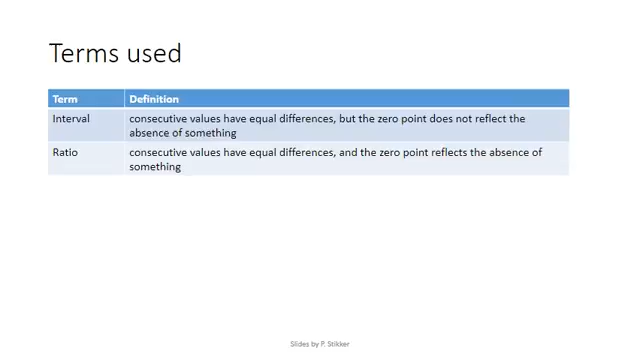 Terms used
Term Definition
Interval consecutive values have equal differences, but the zero point does not reflect the
absence of something
Ratio consecutive values have equal differences, and the zero point reflects the absence of
something
Slides by P. Stikker